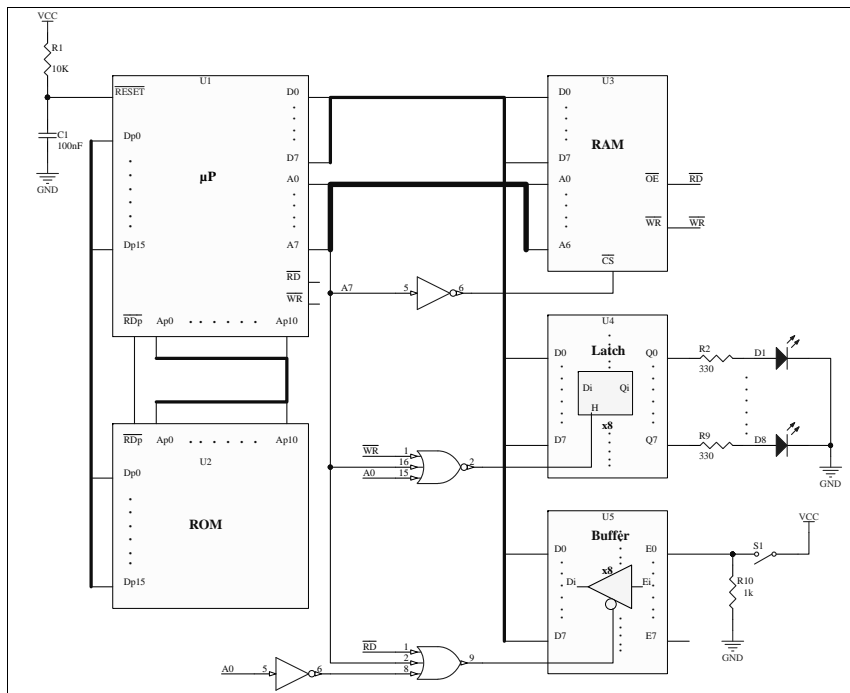 VCC
R1
10K
C1
100nF
GND
U1
RESET
D0
Dp0
D7
µP
A0
Dp15
A7
RD
WR
RDp
Ap0 . . . . . . Ap10
RDp
Ap0 . . . . . . Ap10
U2
Dp0
ROM
Dp15
U3
D0
RAM
D7
A0
OE
RD
WR
WR
A6
CS
A7
5
6
U4
D0
Latch
Q0
R2
330
D1
Di
Qi
H
x8
D7
Q7
R9
330
D8
GND
WR
1
16
A0
15
2
U5
D0
Buffer
E0
x8
Di
Ei
D7
E7
S1
VCC
R10
1k
GND
RD
1
2
8
9
A0
5
6